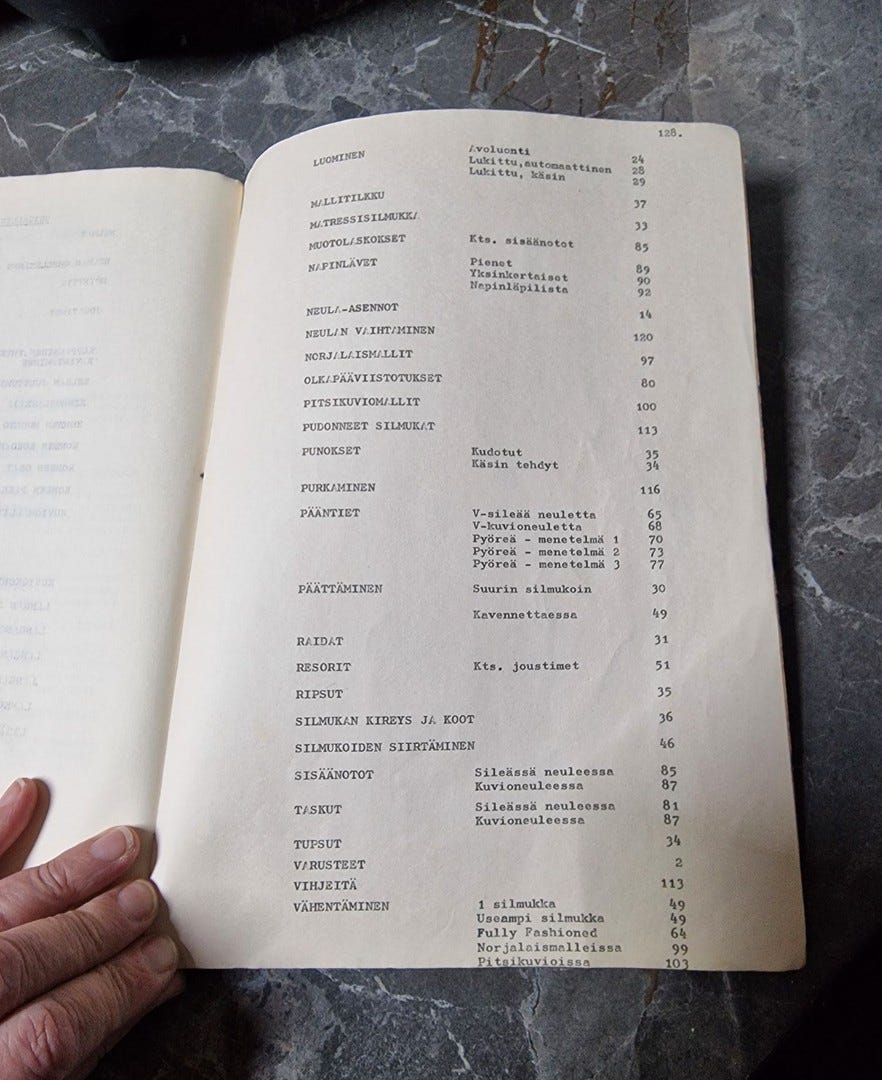 128.
LUOMINEN Avoluonti 24
Lukittu,automaattinen 28
Lukittu, käsin 29
MALLITILKKU 37
MATRESSISILMUKKA 33
MUOTOLASKOKSET Kts. sisäänotot 85
NAPINLÄVET Pienet 89
Yksinkertaiset 90
Napinläpilista 92
NEULA-ASENNOT 14
NEULAN VAIHTAMINEN 120
NORJALAISMALLIT 97
OLKAPÄÄVIISTOTUKSET 80
PITSIKUVIOMALLIT 100
PUDONNEET SILMUKAT 113
PUNOKSET Kudotut 35
Käsin tehdyt 34
PURKAMINEN 116
PÄÄNTIET V-sileää neuletta 65
V-kuvioneuletta 68
Pyöreä - menetelmä 1 70
Pyöreä - menetelmä 2 73
Pyöreä - menetelmä 3 77
PÄÄTTÄMINEN Suurin silmukoin 30
Kavennettaessa 49
RAIDAT 31
RESORIT Kts. joustimet 51
RIPSUT 35
SILMUKAN KIREYS JA KOOT 36
SILMUKOIDEN SIIRTÄMINEN 46
SISÄÄNOTOT Sileässä neuleessa 85
Kuvioneuleessa 87
TASKUT Sileässä neuleessa 81
Kuvioneuleessa 87
TUPSUT 34
VARUSTEET 2
VIHJEITÄ 113
VÄHENTÄMINEN 1 silmukka 49
Useampi silmukka 49
Fully Fashioned 64
Norjalaismalleissa 99
Pitsikuvioissa 103